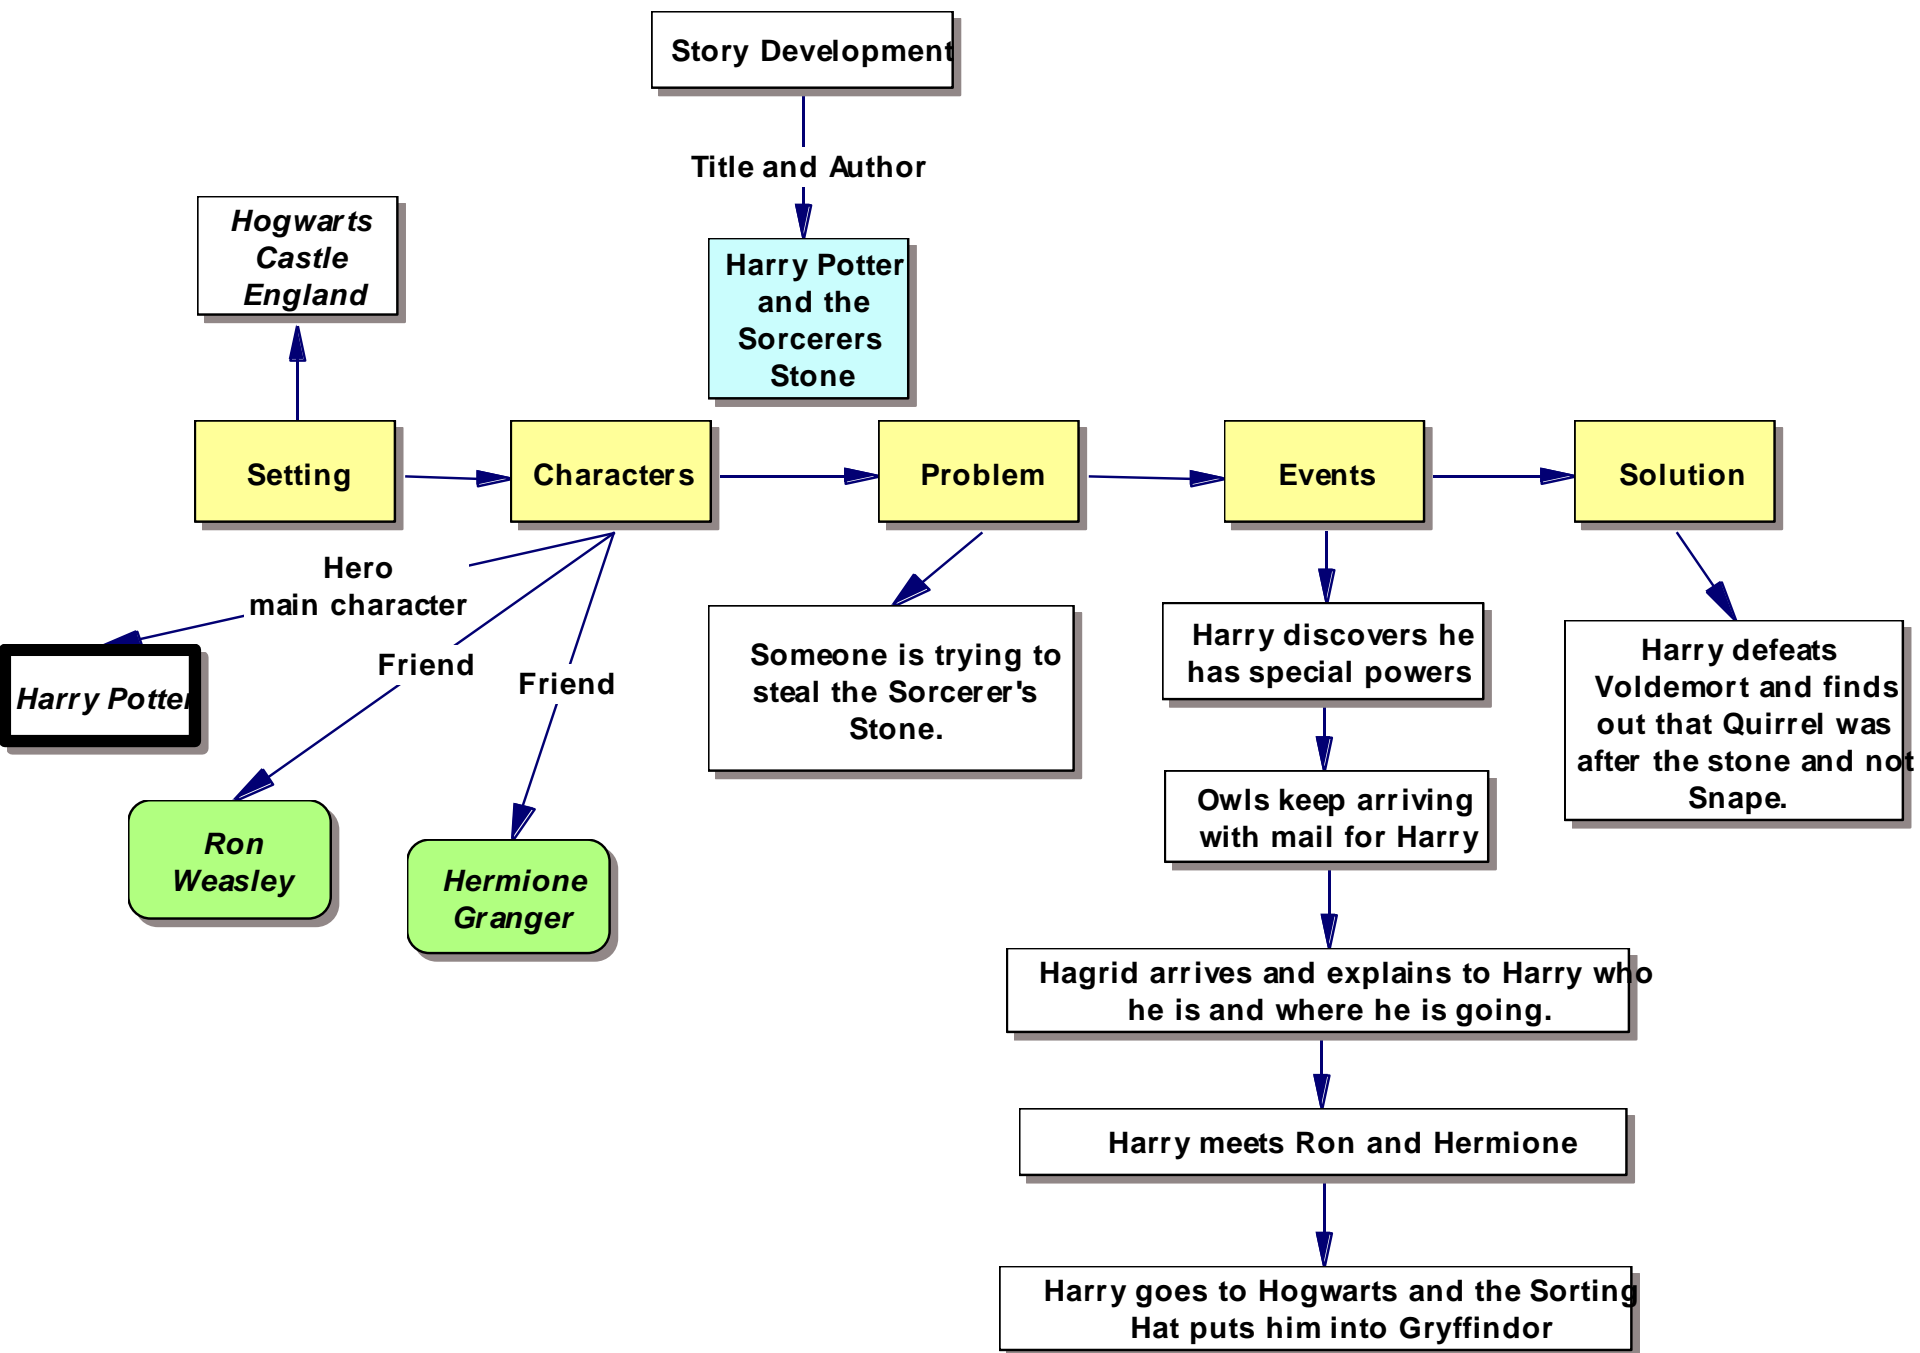 Story Development
Title and Author
Hogwarts
Castle
England
Harry Potter
and the
Sorcerers
Stone
Setting
Characters
Problem
Events
Solution
Hero
main character
Friend
Friend
Harry Potter
Ron
Weasley
Hermione
Granger
Someone is trying to
steal the Sorcerer's
Stone.
Harry discovers he
has special powers
Owls keep arriving
with mail for Harry
Hagrid arrives and explains to Harry who
he is and where he is going.
Harry meets Ron and Hermione
Harry goes to Hogwarts and the Sorting
Hat puts him into Gryffindor
Harry defeats
Voldemort and finds
out that Quirrel was
after the stone and not
Snape.